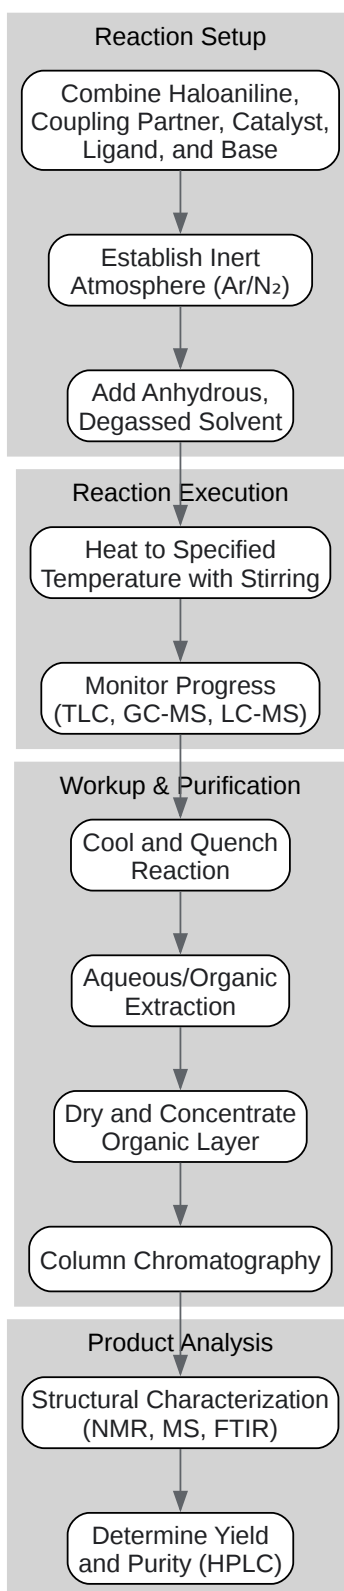 Reaction Setup
Combine Haloaniline,
Coupling Partner, Catalyst,
Ligand, and Base
Establish Inert
Atmosphere (Ar/N₂)
Add Anhydrous,
Degassed Solvent
Reaction Execution
Heat to Specified
Temperature with Stirring
Monitor Progress
(TLC, GC-MS, LC-MS)
Workup & Purification
Cool and Quench
Reaction
Aqueous/Organic
Extraction
Dry and Concentrate
Organic Layer
Column Chromatography
Product Analysis
Structural Characterization
(NMR, MS, FTIR)
Determine Yield
and Purity (HPLC)